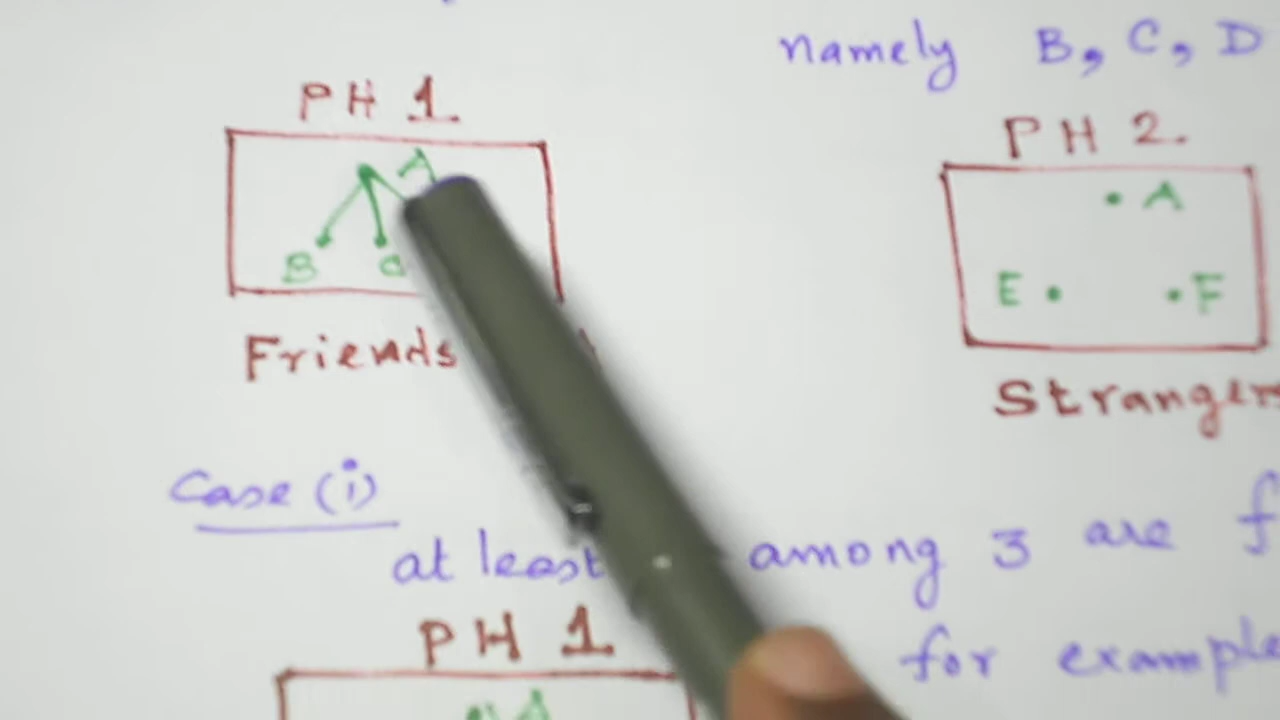 namely B, C, D
PH 1
PH 2.
A
A
B C
E F
Friends
Strangers
Case (i)
at least among 3 are f
PH 1
for example
A